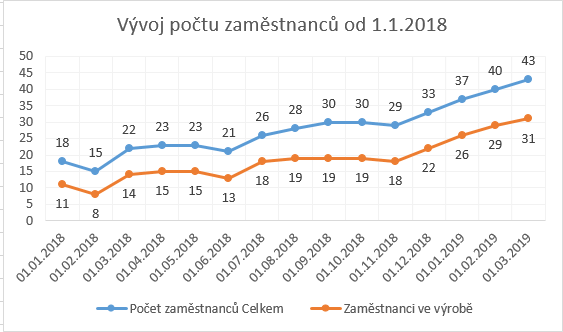 Vývoj počtu zaměstnanců od 1.1.2018
50
45
40
35
30
25
20
15
10
5
0
18 15 22 23 23 21 26 28 30 30 29 33 37 40 43
11 8 14 15 15 13 18 19 19 19 18 22 26 29 31
01.01.2018 01.02.2018 01.03.2018 01.04.2018 01.05.2018 01.06.2018 01.07.2018 01.08.2018 01.09.2018 01.10.2018 01.11.2018 01.12.2018 01.01.2019 01.02.2019 01.03.2019
Počet zaměstnanců Celkem Zaměstnanci ve výrobě